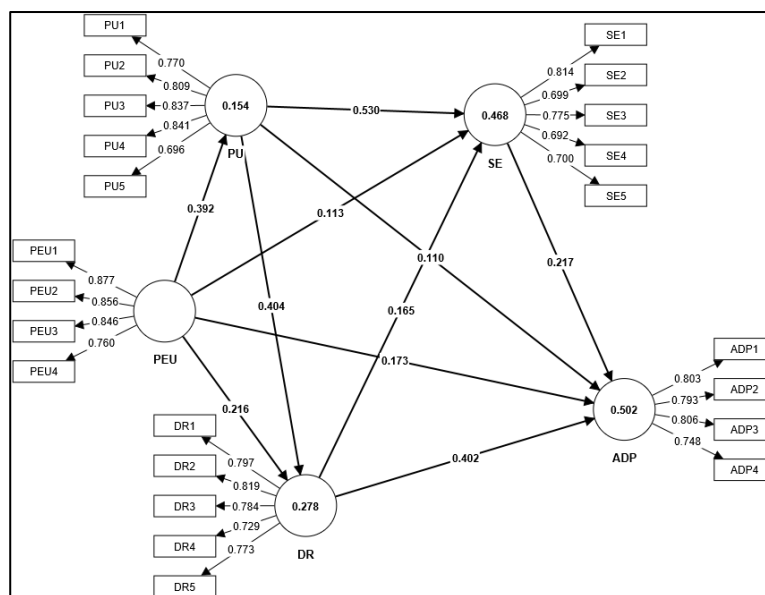 PU1
PU2
PU3
PU4
PU5
0.770
0.809
0.837
0.841
0.696
0.154
PU
SE1
SE2
SE3
SE4
SE5
0.814
0.699
0.775
0.692
0.700
0.468
SE
0.530
0.392
0.113
0.110
0.217
0.404
0.165
0.173
0.216
0.402
PEU1
PEU2
PEU3
PEU4
0.877
0.856
0.846
0.760
PEU
ADP1
ADP2
ADP3
ADP4
0.803
0.793
0.806
0.748
0.502
ADP
DR1
DR2
DR3
DR4
DR5
0.797
0.819
0.784
0.729
0.773
0.278
DR